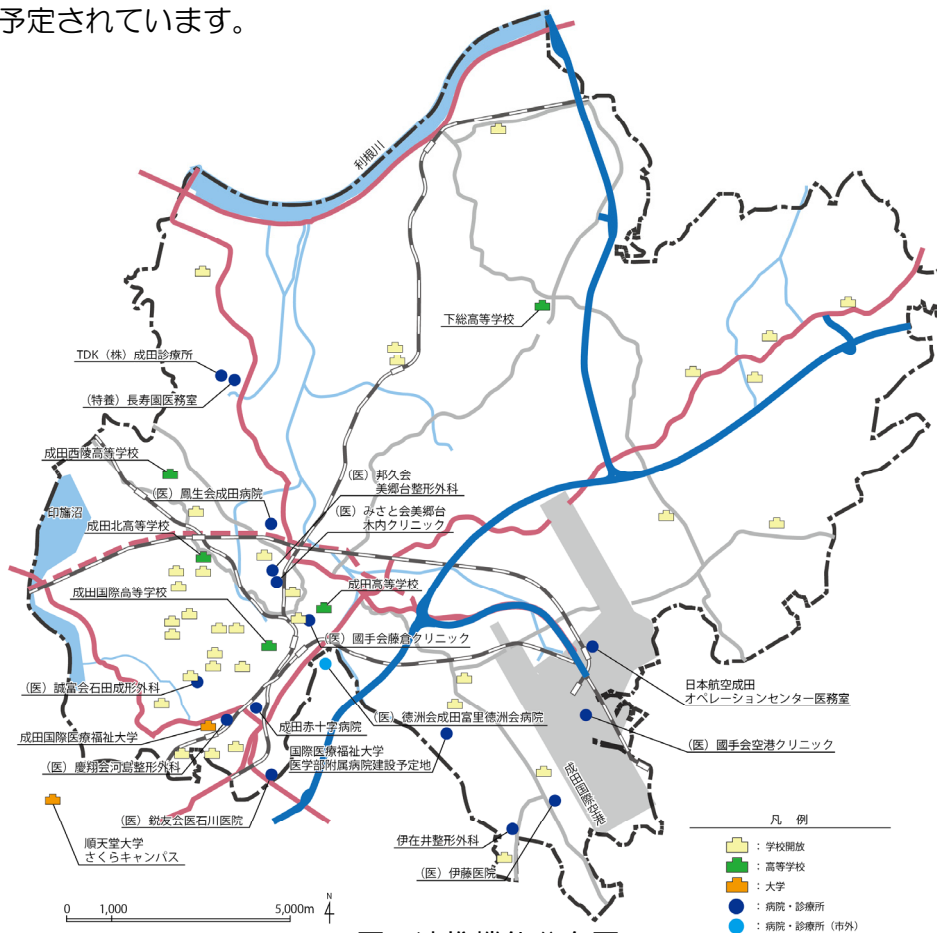 予定されています。
利根川
下総高等学校
TDK（株）成田診療所
（特養）長寿園医務室
成田西陵高等学校
（医）邦久会
美郷台整形外科
（医）鳳生会成田病院
（医）みさと会美郷台
木内クリニック
印旛沼
成田北高等学校
成田国際高等学校
成田高等学校
（医）國手会藤倉クリニック
（医）誠富会石田成形外科
日本航空成田
オペレーションセンター医務室
成田国際医療福祉大学
成田赤十字病院
（医）徳洲会成田富里徳洲会病院
（医）慶翔会河島整形外科
国際医療福祉大学
医学部附属病院建設予定地
（医）國手会空港クリニック
成田国際空港
（医）鋭友会医石川医院
順天堂大学
さくらキャンパス
伊在井整形外科
（医）伊藤医院
凡 例
：学校開放
：高等学校
：大学
：病院・診療所
：病院・診療所（市外）
0 1,000 5,000m
N